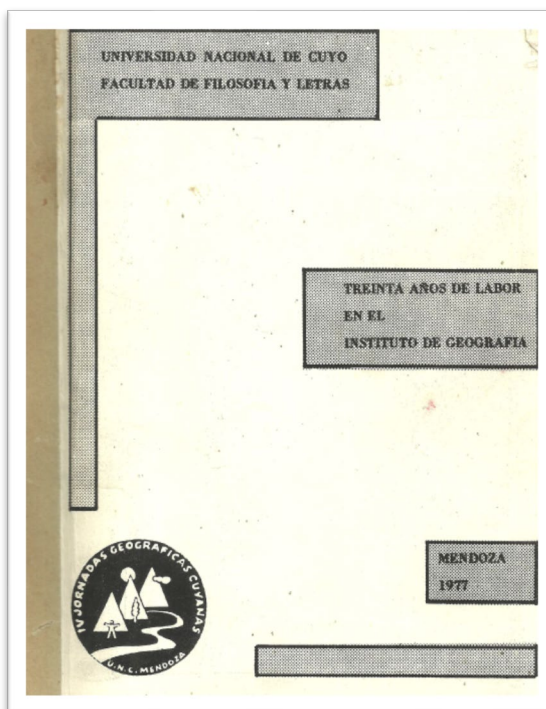 UNIVERSIDAD NACIONAL DE CUYO
FACULTAD DE FILOSOFIA Y LETRAS
TREINTA AÑOS DE LABOR
EN EL
INSTITUTO DE GEOGRAFIA
MENDOZA
1977
IV JORNADAS GEOGRAFICAS CUYANAS
U.N.C. MENDOZA